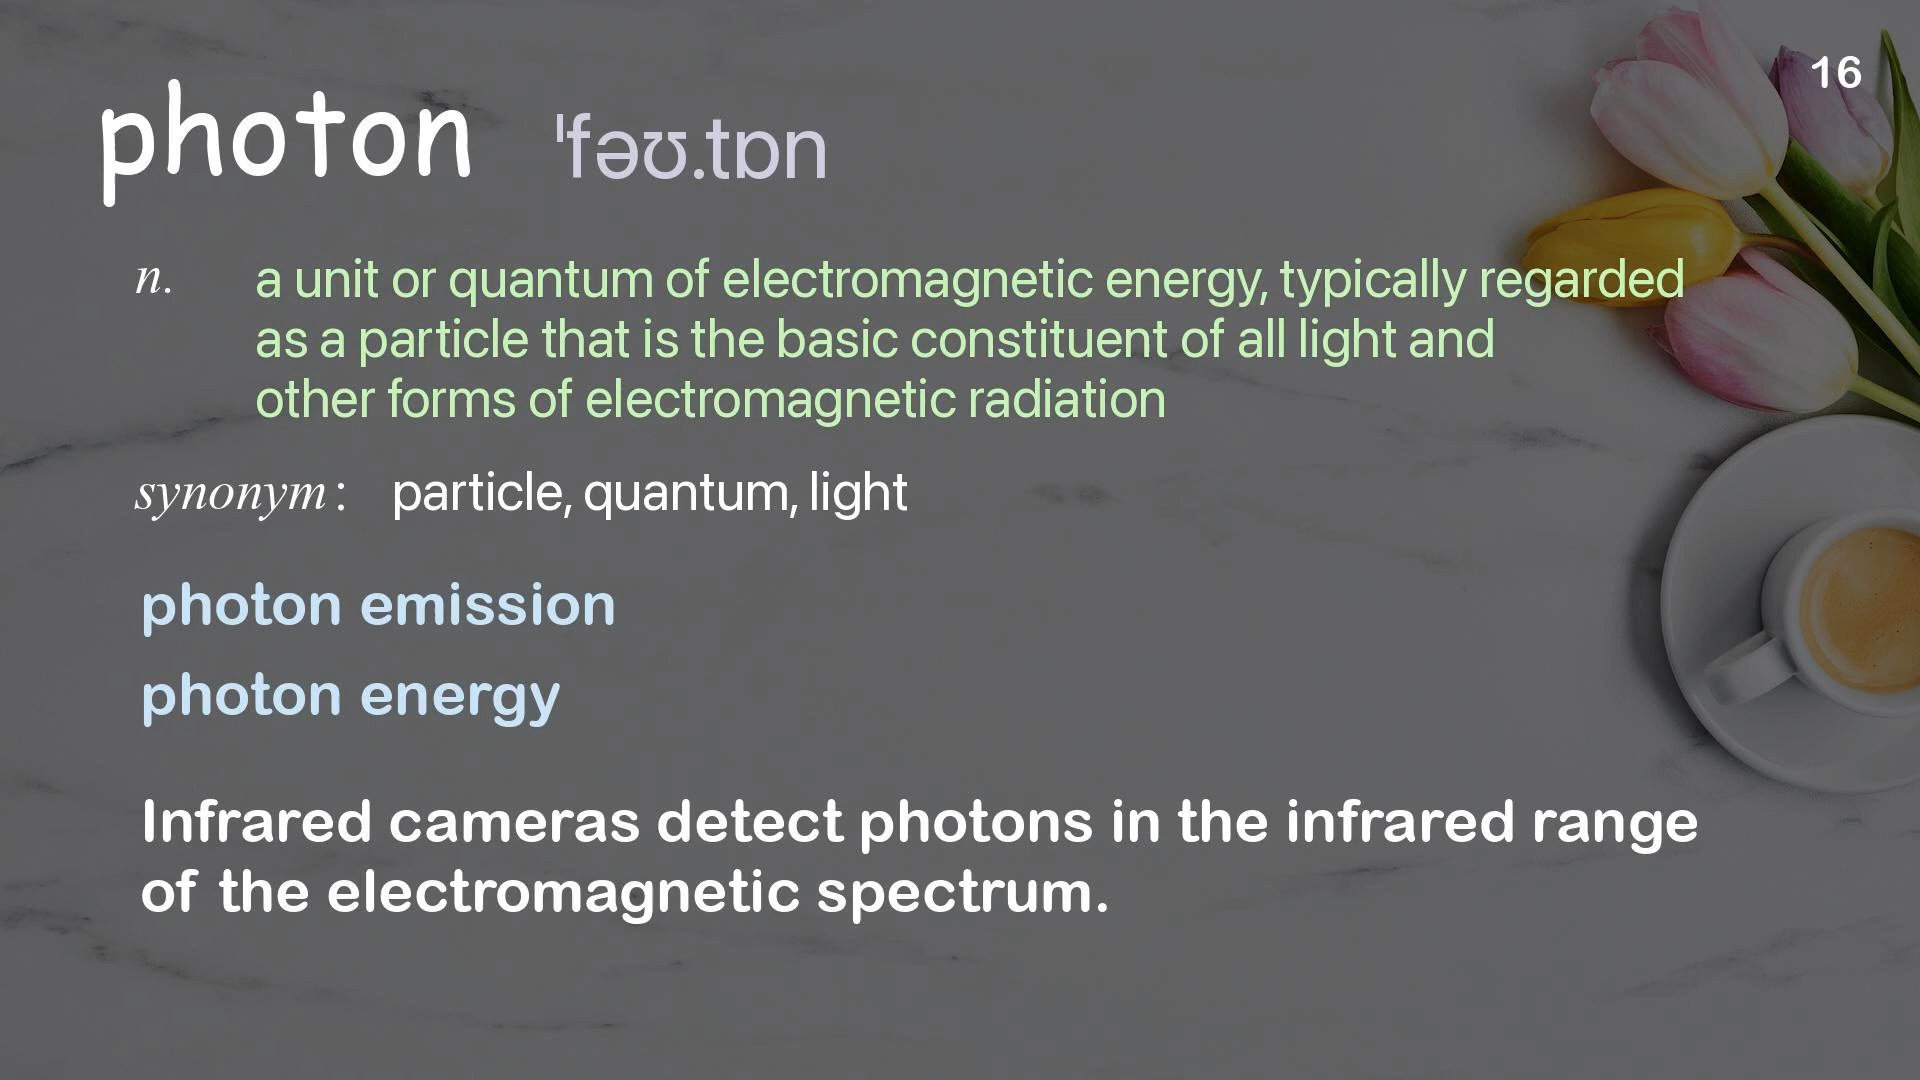 16
photon ˈfəʊ.tɒn
n. a unit or quantum of electromagnetic energy, typically regarded
as a particle that is the basic constituent of all light and
other forms of electromagnetic radiation
synonym: particle, quantum, light
photon emission
photon energy
Infrared cameras detect photons in the infrared range
of the electromagnetic spectrum.